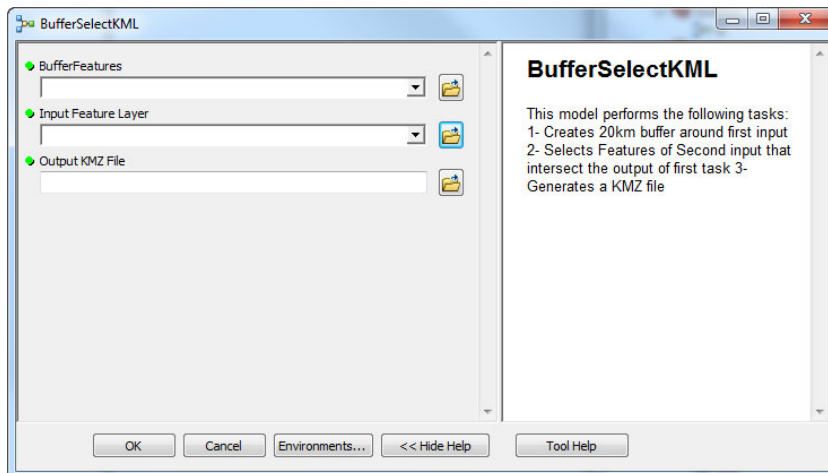 BufferSelectKML
BufferFeatures
Input Feature Layer
Output KMZ File
BufferSelectKML
This model performs the following tasks:
1- Creates 20km buffer around first input
2- Selects Features of Second input that
intersect the output of first task 3-
Generates a KMZ file
OK
Cancel
Environments...
<< Hide Help
Tool Help